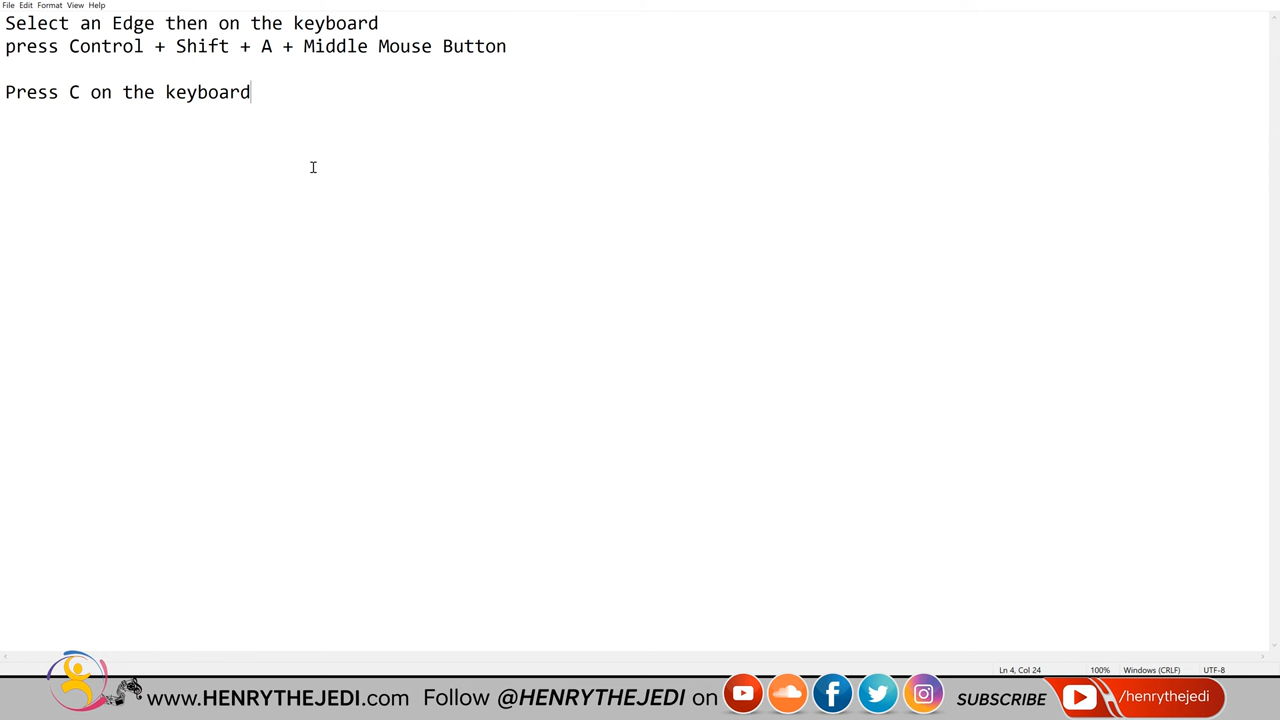 File Edit Format View Help
Select an Edge then on the keyboard
press Control + Shift + A + Middle Mouse Button
Press C on the keyboard
Ln 4, Col 24 100% Windows (CRLF) UTF-8
www.HENRYTHEJEDI.com Follow @HENRYTHEJEDI on SUBSCRIBE /henrythejedi